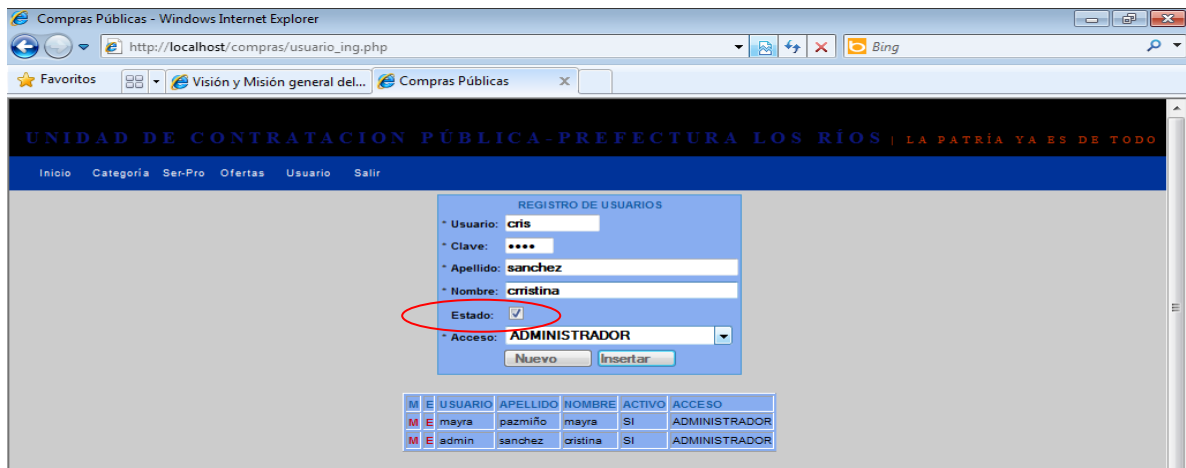 Compras Públicas - Windows Internet Explorer
http://localhost/compras/usuario_ing.php
Bing
Favoritos
Visión y Misión general del...
Compras Públicas
UNIDAD DE CONTRATACION PÚBLICA-PREFECTURA LOS RÍOS | LA PATRÍA YA ES DE TODO
Inicio Categoría Ser-Pro Ofertas Usuario Salir
REGISTRO DE USUARIOS
* Usuario: cris
* Clave: ••••
* Apellido: sanchez
* Nombre: crristina
Estado:
* Acceso: ADMINISTRADOR
Nuevo Insertar
M E USUARIO APELLIDO NOMBRE ACTIVO ACCESO
M E mayra pazmiño mayra SI ADMINISTRADOR
M E admin sanchez cristina SI ADMINISTRADOR